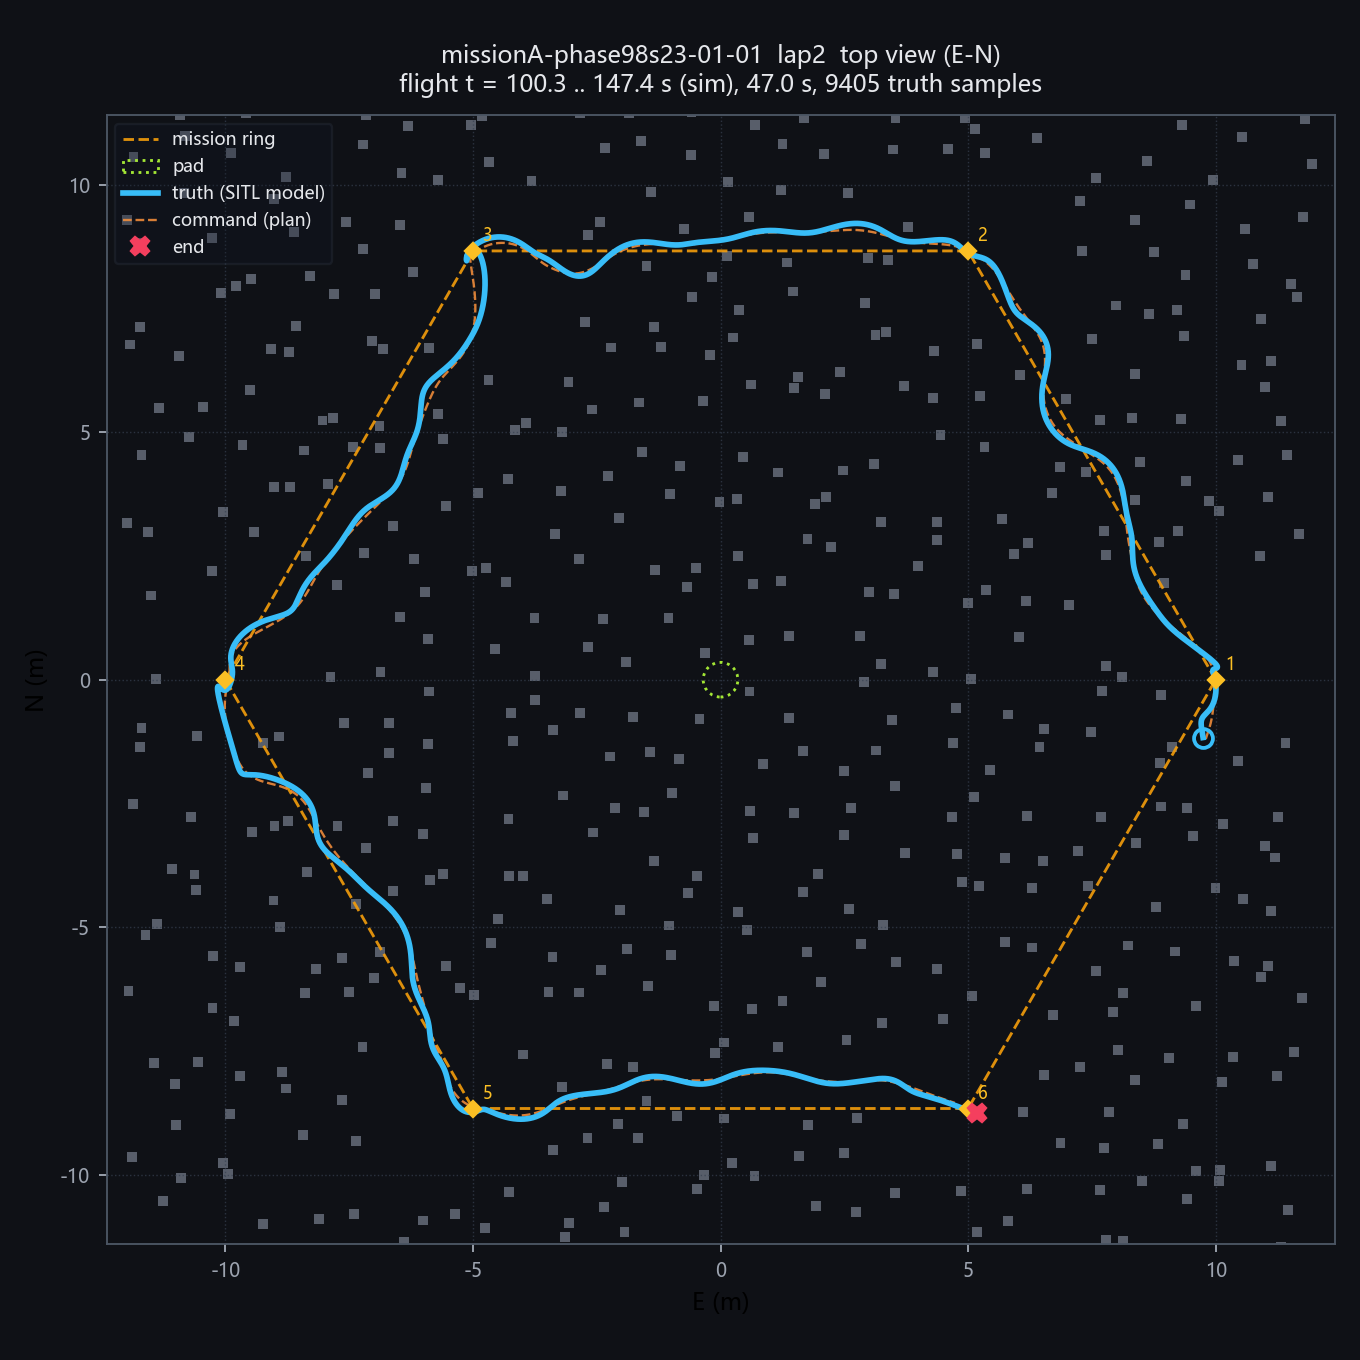 missionA-phase98s23-01-01 lap2 top view (E-N)
flight t = 100.3 .. 147.4 s (sim), 47.0 s, 9405 truth samples
mission ring
pad
truth (SITL model)
command (plan)
end
3
2
4
1
5
6
10
5
0
-5
-10
N (m)
-10
-5
0
5
10
E (m)